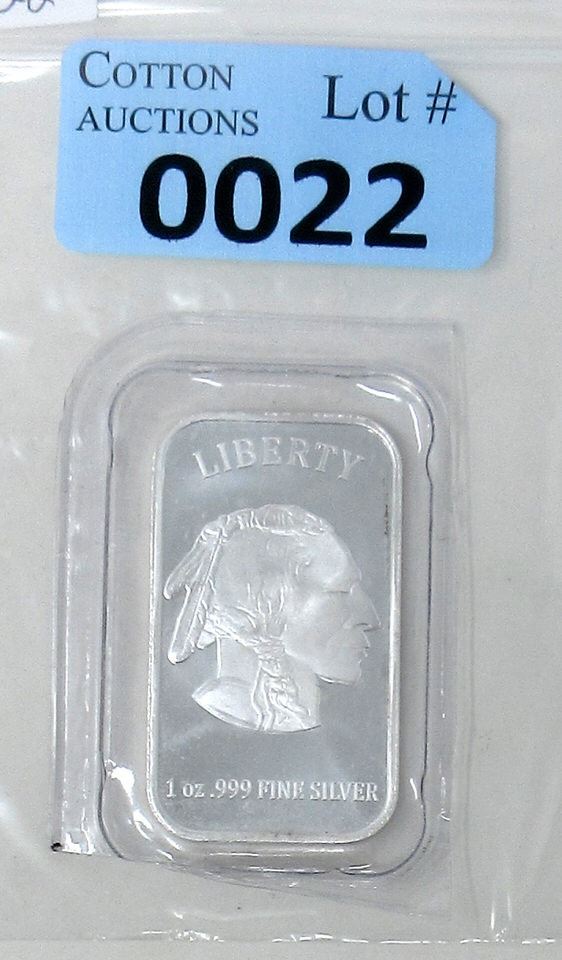 COTTON
AUCTIONS
Lot #
0022
LIBERTY
1 oz .999 FINE SILVER